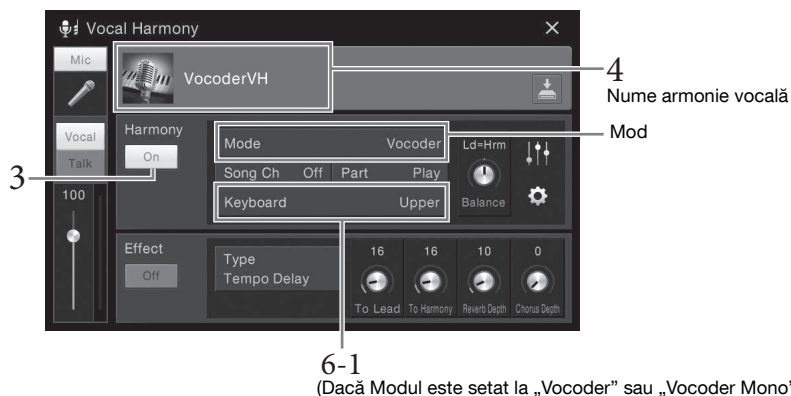 Vocal Harmony
Mic
VocoderVH
4
Nume armonie vocală
Mod
Vocal
Talk
100
Harmony
On
3
Mode Vocoder
Song Ch Off Part Play
Keyboard Upper
Ld=Hrm
Balance
Effect
Off
Type
Tempo Delay
16 16 10 0
To Lead To Harmony Reverb Depth Chorus Depth
6-1
(Dacă Modul este setat la „Vocoder” sau „Vocoder Mono”